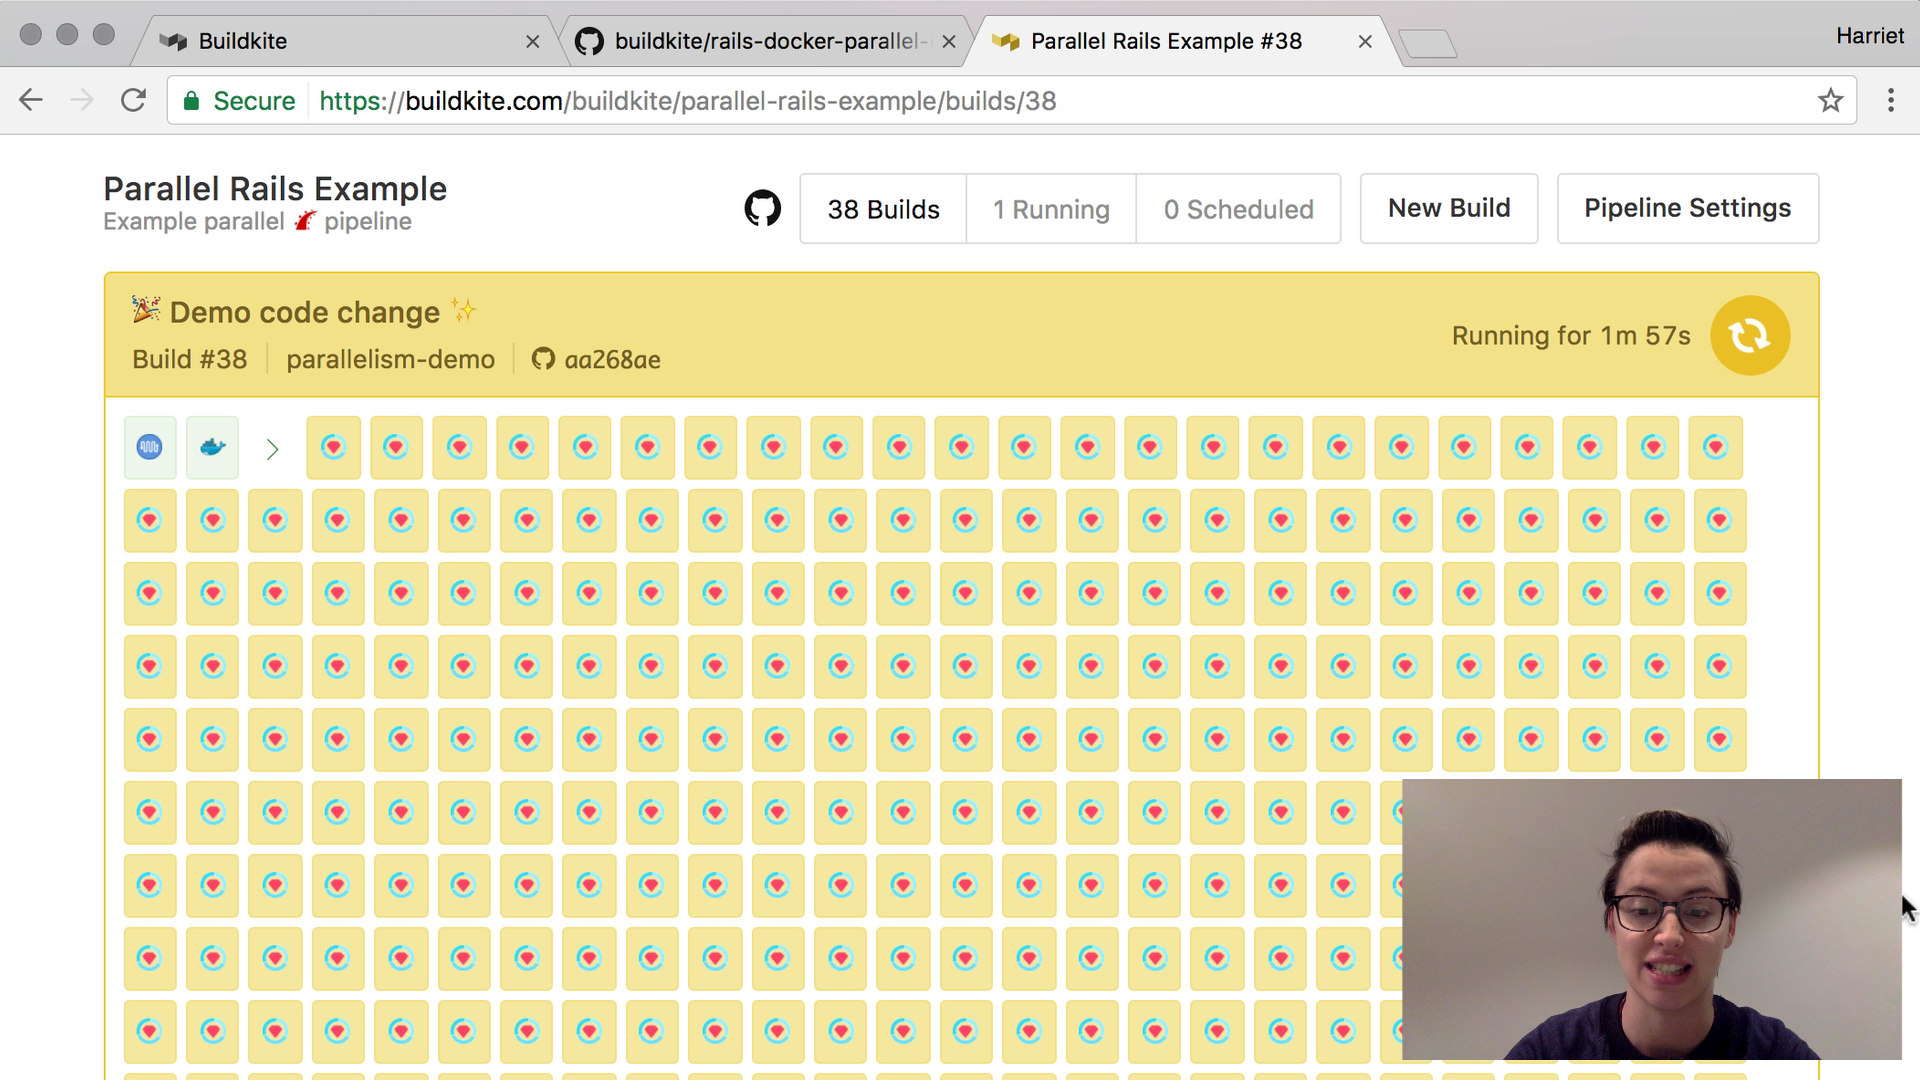 Buildkite
buildkite/rails-docker-parallel-
Parallel Rails Example #38
Harriet
Secure
https://buildkite.com/buildkite/parallel-rails-example/builds/38
Parallel Rails Example
Example parallel pipeline
38 Builds
1 Running
0 Scheduled
New Build
Pipeline Settings
Demo code change
Running for 1m 57s
Build #38
parallelism-demo
aa268ae